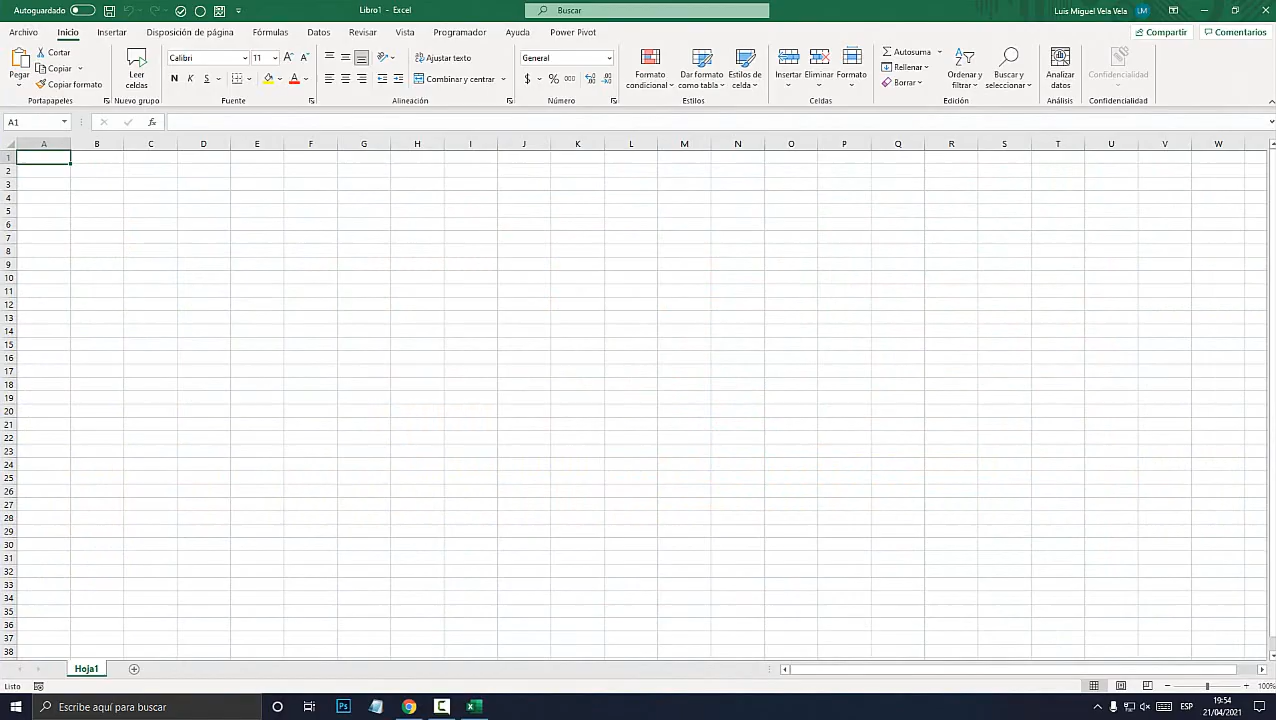 Autoguardado
Libro1 - Excel
Buscar
Luis Miguel Vela Vela
LM
Archivo Inicio Insertar Disposición de página Fórmulas Datos Revisar Vista Programador Ayuda Power Pivot
Compartir Comentarios
Pegar
Cortar
Copiar
Copiar formato
Portapapeles
Leer celdas
Nuevo grupo
Calibri 11
N K S
Fuente
Ajustar texto
Combinar y centrar
Alineación
General
$ % 000
Número
Formato condicional
Dar formato como tabla
Estilos de celda
Estilos
Insertar Eliminar Formato
Celdas
Autosuma
Rellenar
Borrar
Ordenar y filtrar
Buscar y seleccionar
Edición
Analizar datos
Análisis
Confidencialidad
Confidencialidad
A1
fx
A B C D E F G H I J K L M N O P Q R S T U V W
1
2
3
4
5
6
7
8
9
10
11
12
13
14
15
16
17
18
19
20
21
22
23
24
25
26
27
28
29
30
31
32
33
34
35
36
37
38
Hoja1
Listo
100%
Escribe aquí para buscar
Ps
ESP
19:54
21/04/2021